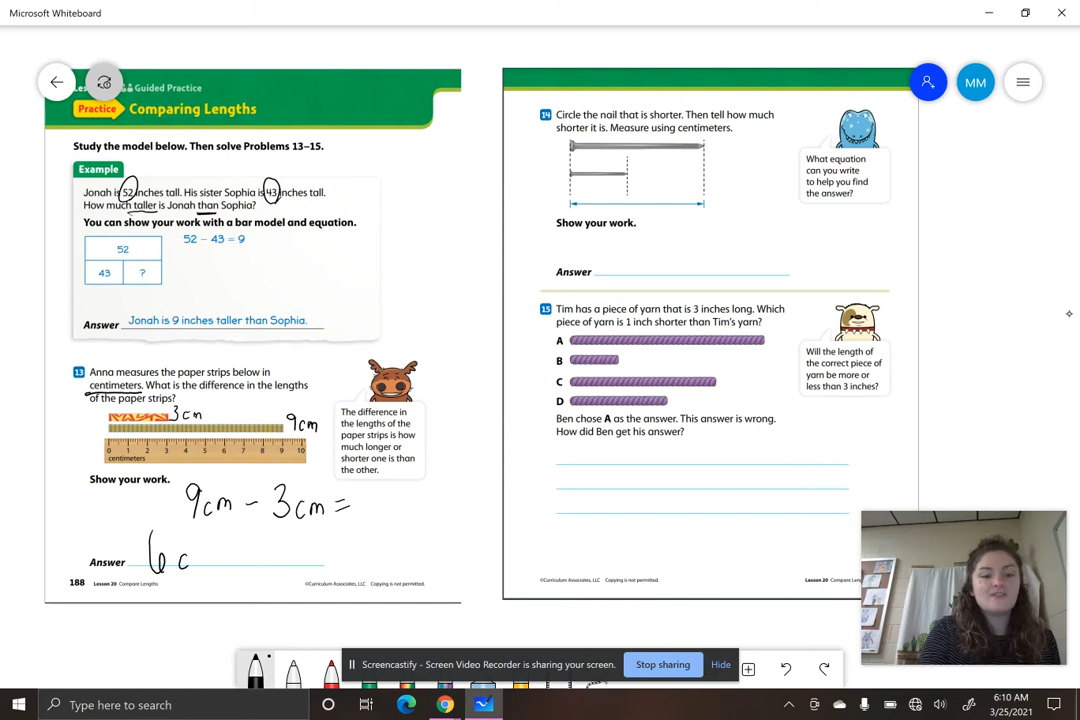 Microsoft Whiteboard
Guided Practice
Practice Comparing Lengths
Study the model below. Then solve Problems 13–15.
Example
Jonah is 52 inches tall. His sister Sophia is 43 inches tall.
How much taller is Jonah than Sophia?
You can show your work with a bar model and equation.
52 – 43 = 9
52
43 ?
Answer Jonah is 9 inches taller than Sophia.
13 Anna measures the paper strips below in
centimeters. What is the difference in the lengths
of the paper strips?
3cm
9cm
0 1 2 3 4 5 6 7 8 9 10
centimeters
The difference in
the lengths of the
paper strips is how
much longer or
shorter one is than
the other.
Show your work.
9cm – 3cm =
Answer 6 c
188 Lesson 20 Compare Lengths ©Curriculum Associates, LLC Copying is not permitted.
MM
14 Circle the nail that is shorter. Then tell how much
shorter it is. Measure using centimeters.
What equation
can you write
to help you find
the answer?
Show your work.
Answer
15 Tim has a piece of yarn that is 3 inches long. Which
piece of yarn is 1 inch shorter than Tim's yarn?
A
B
C
D
Will the length of
the correct piece of
yarn be more or
less than 3 inches?
Ben chose A as the answer. This answer is wrong.
How did Ben get his answer?
©Curriculum Associates, LLC Copying is not permitted.
Lesson 20 Compare
Screencastify - Screen Video Recorder is sharing your screen.
Stop sharing
Hide
Type here to search
6:10 AM
3/25/2021